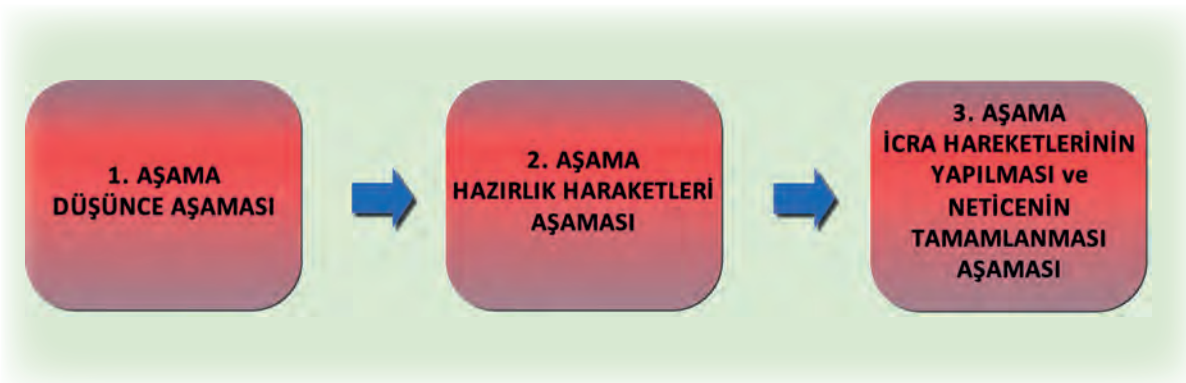 1. AŞAMA
DÜŞÜNCE AŞAMASI
2. AŞAMA
HAZIRLIK HARAKETLERİ
AŞAMASI
3. AŞAMA
İCRA HAREKETLERİNİN
YAPILMASI ve
NETİCENİN
TAMAMLANMASI
AŞAMASI